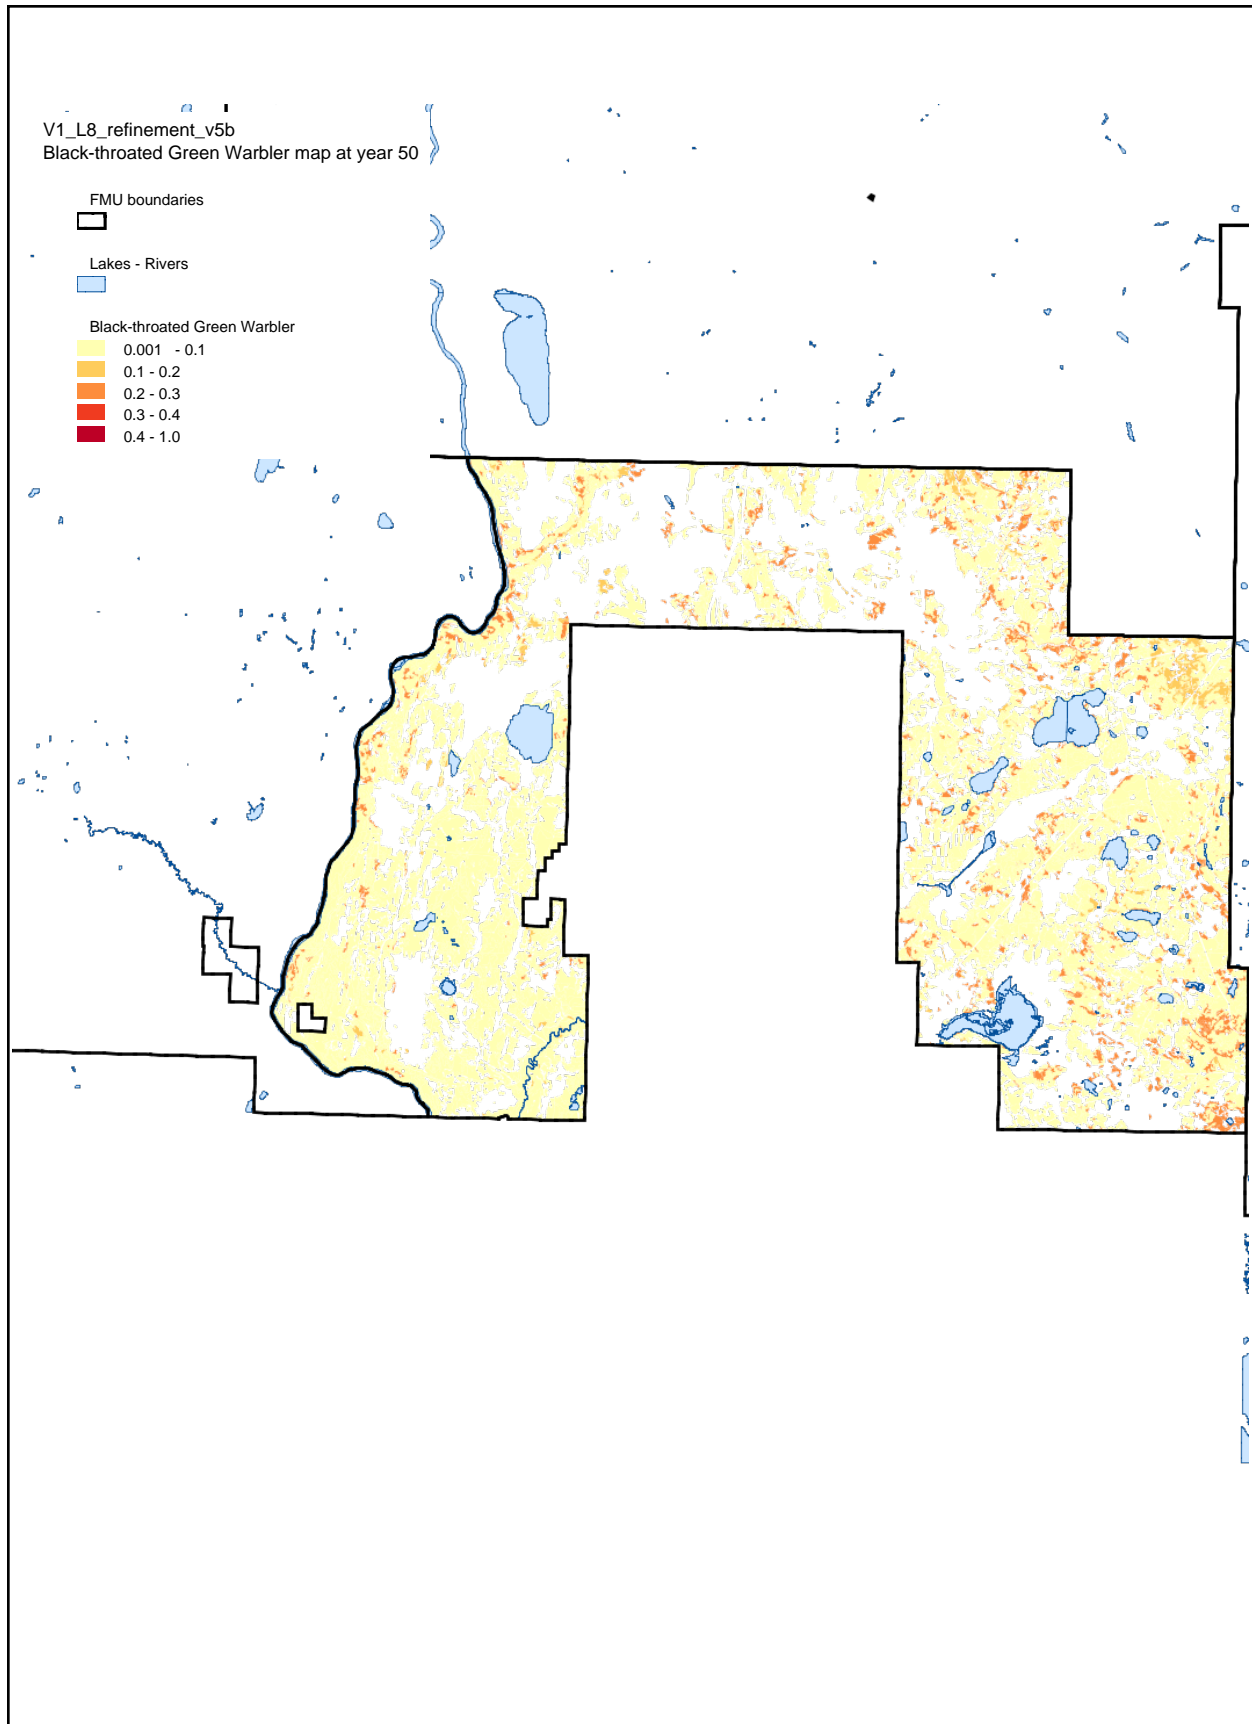 V1_L8_refinement_v5b
Black-throated Green Warbler map at year 50
FMU boundaries
Lakes - Rivers
Black-throated Green Warbler
0.001 - 0.1
0.1 - 0.2
0.2 - 0.3
0.3 - 0.4
0.4 - 1.0